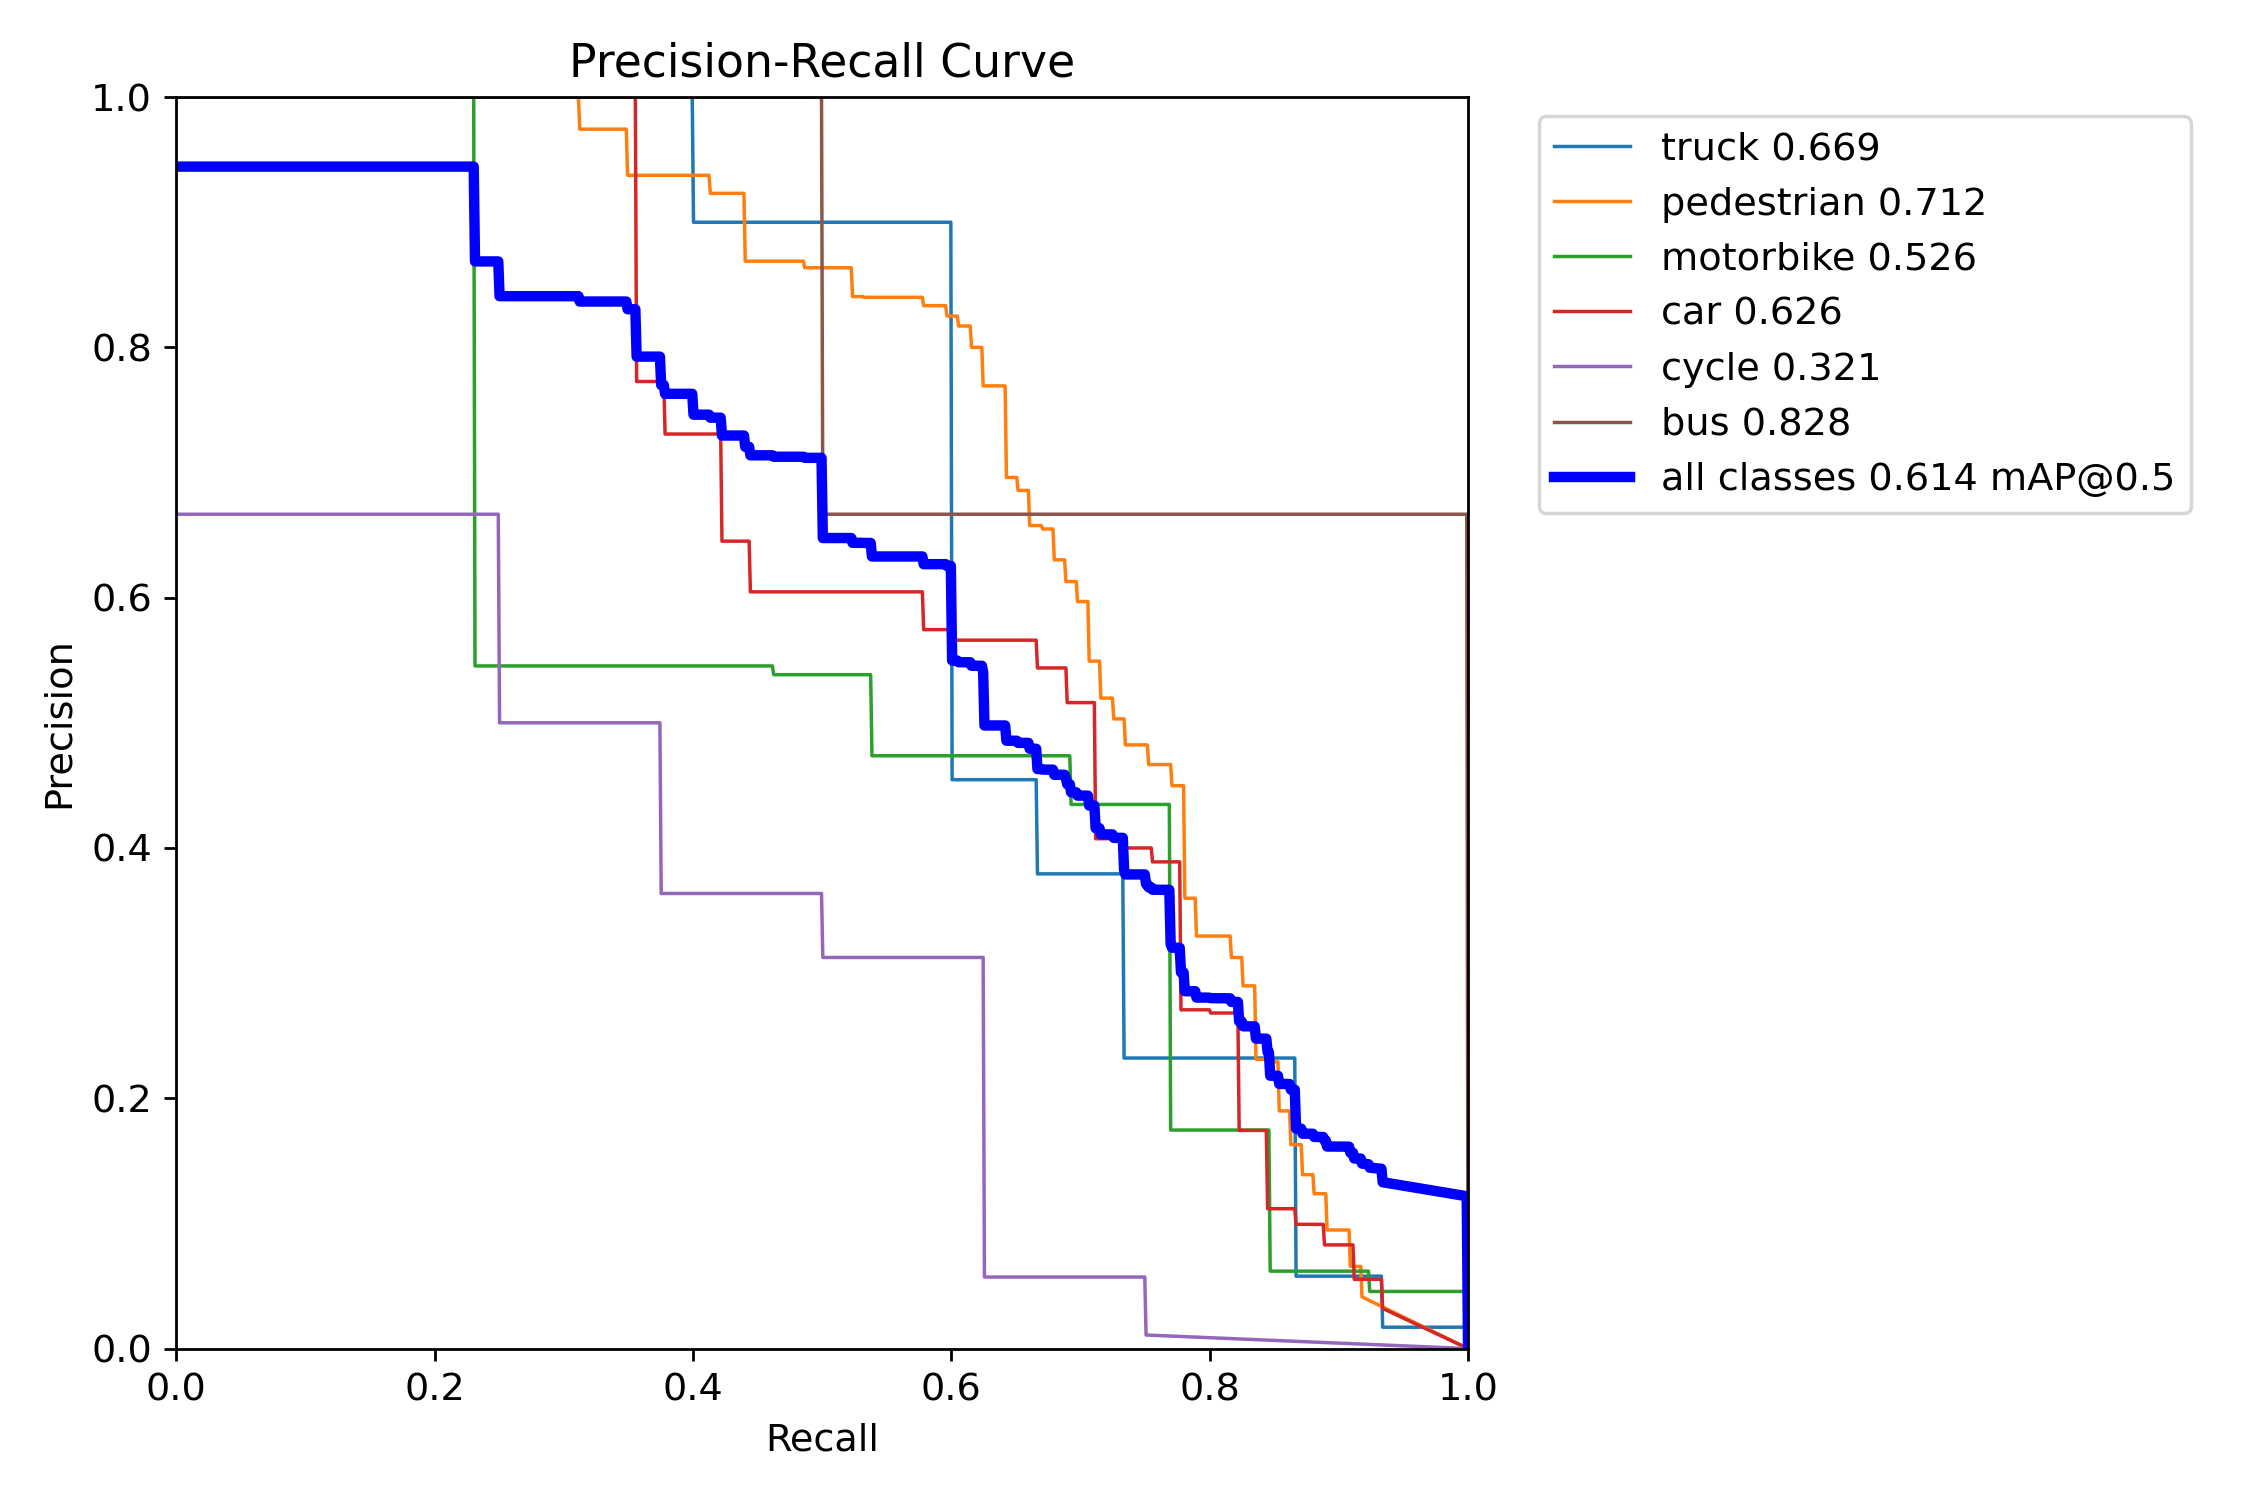 Precision-Recall Curve
1.0
0.8
0.6
0.4
0.2
0.0
Precision
0.0 0.2 0.4 0.6 0.8 1.0
Recall
truck 0.669
pedestrian 0.712
motorbike 0.526
car 0.626
cycle 0.321
bus 0.828
all classes 0.614 mAP@0.5